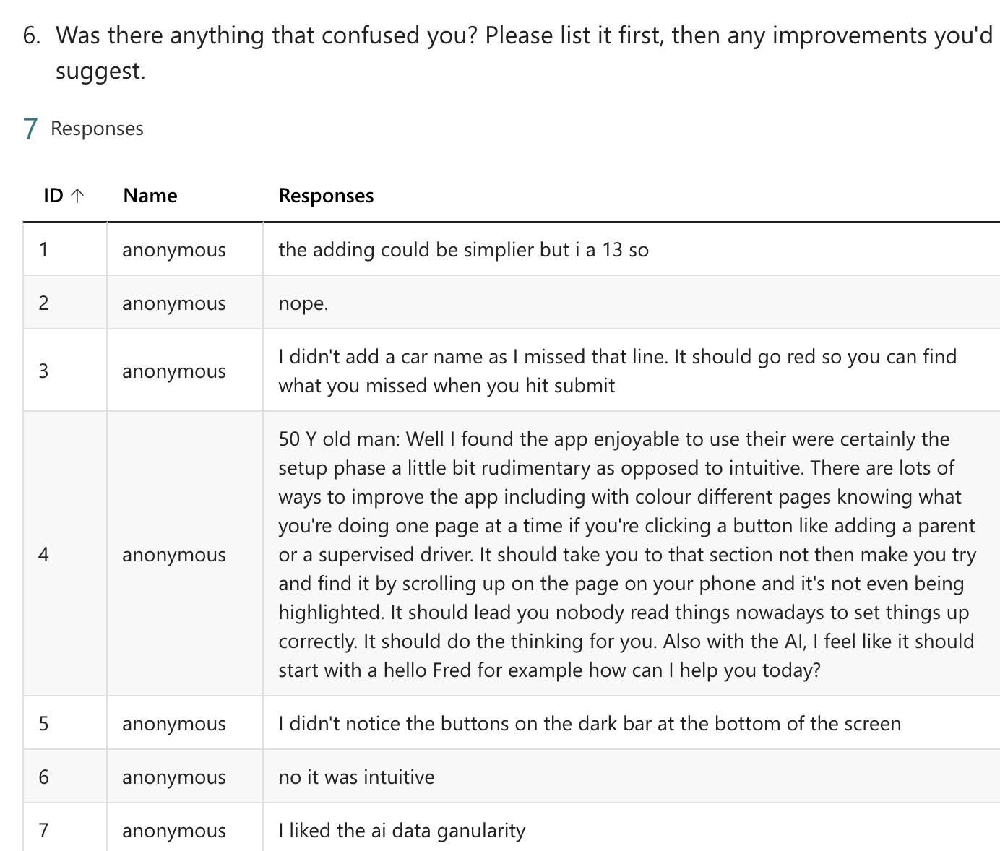 6. Was there anything that confused you? Please list it first, then any improvements you'd
suggest.
7 Responses
ID ↑ Name Responses
1 anonymous the adding could be simplier but i a 13 so
2 anonymous nope.
3 anonymous I didn't add a car name as I missed that line. It should go red so you can find
what you missed when you hit submit
4 anonymous 50 Y old man: Well I found the app enjoyable to use their were certainly the
setup phase a little bit rudimentary as opposed to intuitive. There are lots of
ways to improve the app including with colour different pages knowing what
you're doing one page at a time if you're clicking a button like adding a parent
or a supervised driver. It should take you to that section not then make you try
and find it by scrolling up on the page on your phone and it's not even being
highlighted. It should lead you nobody read things nowadays to set things up
correctly. It should do the thinking for you. Also with the AI, I feel like it should
start with a hello Fred for example how can I help you today?
5 anonymous I didn't notice the buttons on the dark bar at the bottom of the screen
6 anonymous no it was intuitive
7 anonymous I liked the ai data ganularity